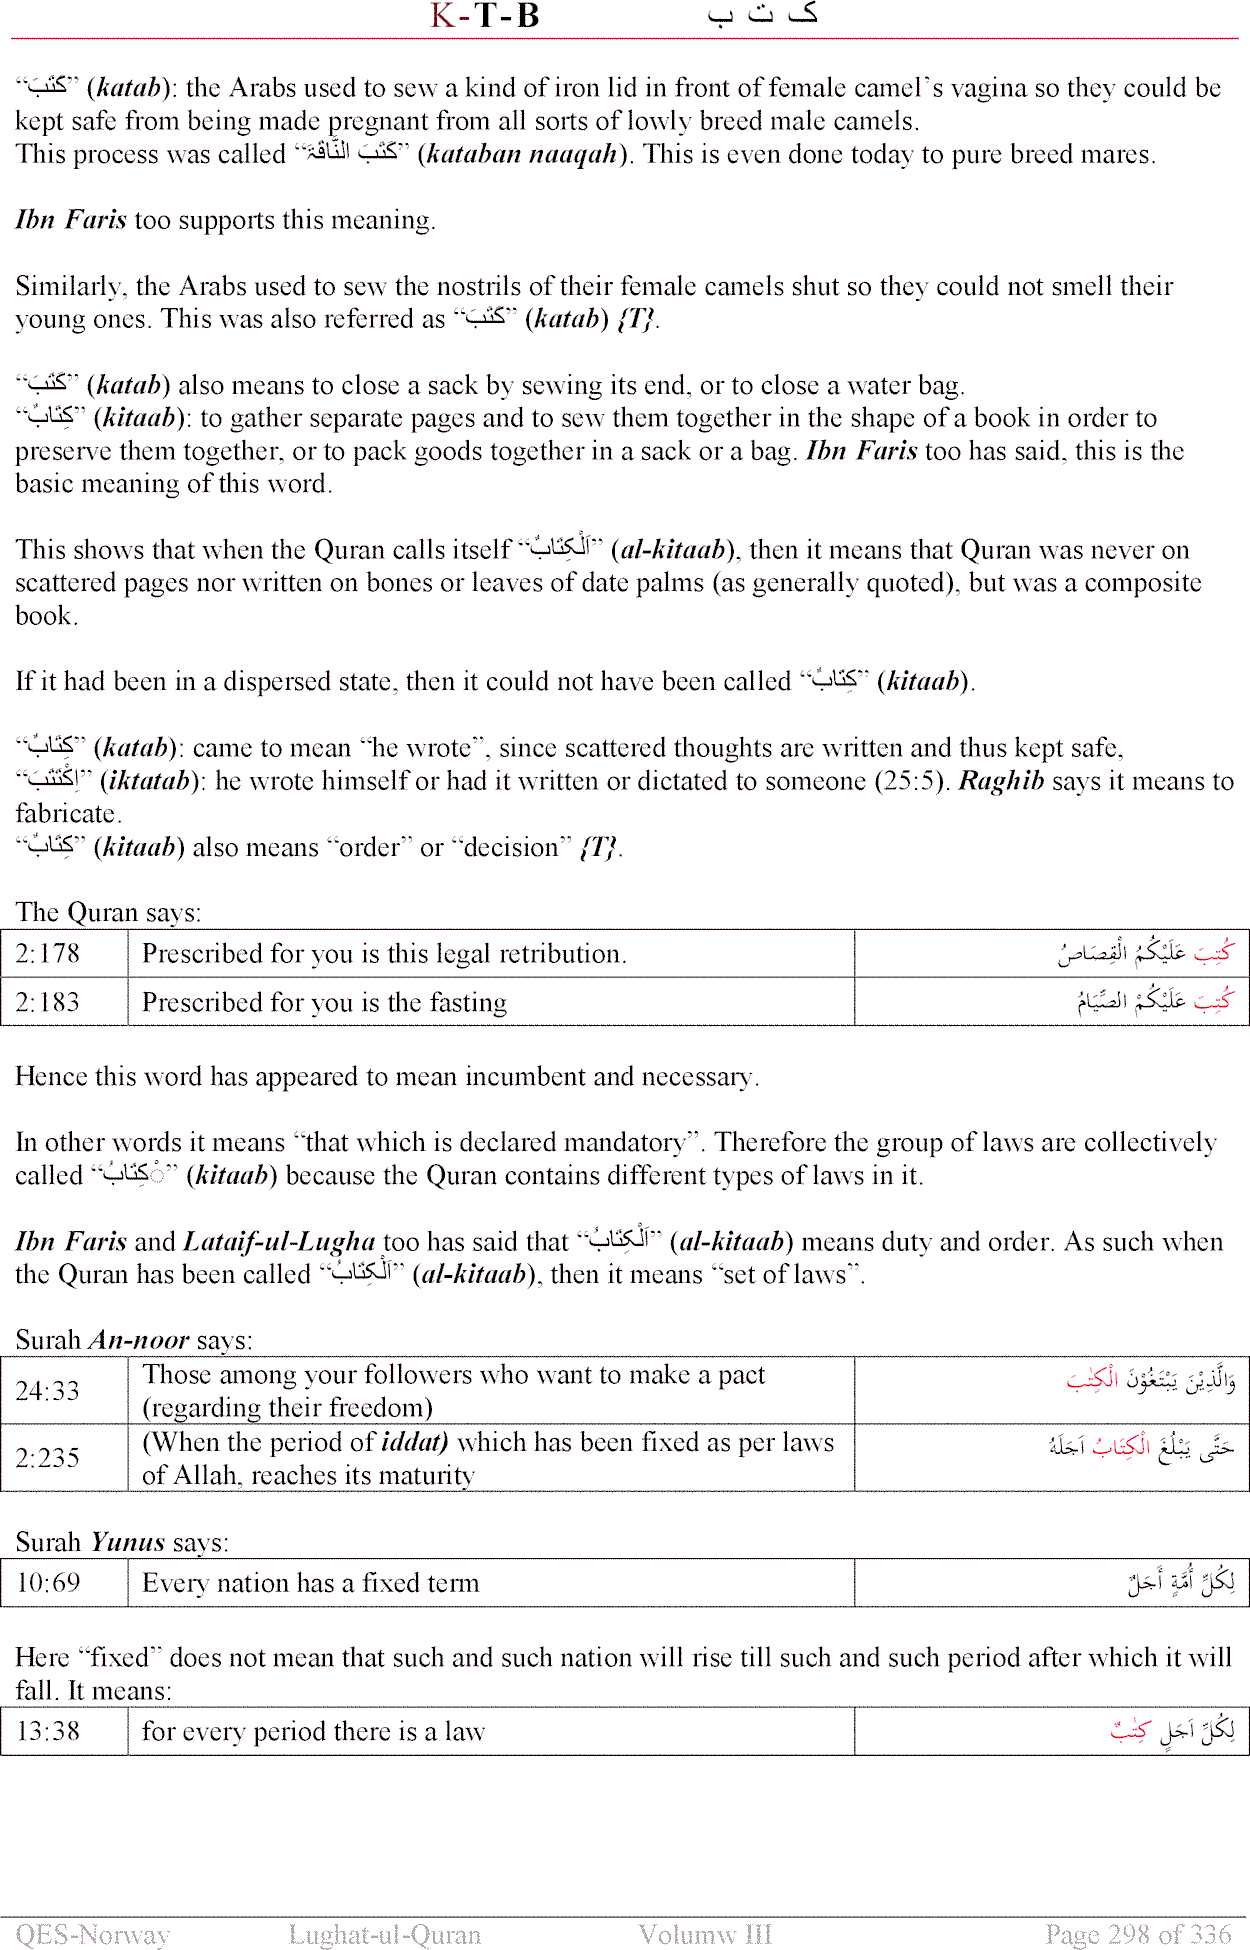 K-T-B ک ت ب
“کَتَبَ” (katab): the Arabs used to sew a kind of iron lid in front of female camel’s vagina so they could be
kept safe from being made pregnant from all sorts of lowly breed male camels.
This process was called “کَتَبَ النَّاقَۃَ” (kataban naaqah). This is even done today to pure breed mares.
Ibn Faris too supports this meaning.
Similarly, the Arabs used to sew the nostrils of their female camels shut so they could not smell their
young ones. This was also referred as “کَتَبَ” (katab) {T}.
“کَتَبَ” (katab) also means to close a sack by sewing its end, or to close a water bag.
“کِتَابٌ” (kitaab): to gather separate pages and to sew them together in the shape of a book in order to
preserve them together, or to pack goods together in a sack or a bag. Ibn Faris too has said, this is the
basic meaning of this word.
This shows that when the Quran calls itself “اَلْکِتَابٌ” (al-kitaab), then it means that Quran was never on
scattered pages nor written on bones or leaves of date palms (as generally quoted), but was a composite
book.
If it had been in a dispersed state, then it could not have been called “کِتَابٌ” (kitaab).
“کِتَابٌ” (katab): came to mean “he wrote”, since scattered thoughts are written and thus kept safe,
“اِکْتَتَبَ” (iktatab): he wrote himself or had it written or dictated to someone (25:5). Raghib says it means to
fabricate.
“کِتَابٌ” (kitaab) also means “order” or “decision” {T}.
The Quran says:
2:178 Prescribed for you is this legal retribution. کُتِبَ عَلَیْکُمُ الْقِصَاصُ
2:183 Prescribed for you is the fasting کُتِبَ عَلَیْکُمْ الصِّیَامُ
Hence this word has appeared to mean incumbent and necessary.
In other words it means “that which is declared mandatory”. Therefore the group of laws are collectively
called “ْکِتَابُ” (kitaab) because the Quran contains different types of laws in it.
Ibn Faris and Lataif-ul-Lugha too has said that “اَلْکِتَابُ” (al-kitaab) means duty and order. As such when
the Quran has been called “اَلْکِتَابُ” (al-kitaab), then it means “set of laws”.
Surah An-noor says:
24:33 Those among your followers who want to make a pact (regarding their freedom) وَالَّذِیْنَ یَبْتَغُوْنَ الْکِتٰبَ
2:235 (When the period of iddat) which has been fixed as per laws of Allah, reaches its maturity حَتَّی یَبْلُغَ الْکِتَابُ اَجَلَهُ
Surah Yunus says:
10:69 Every nation has a fixed term لِکُلِّ أُمَّةٍ أَجَلٌ
Here “fixed” does not mean that such and such nation will rise till such and such period after which it will
fall. It means:
13:38 for every period there is a law لِکُلِّ اَجَلٍ کِتٰبٌ
QES-Norway Lughat-ul-Quran Volumw III Page 298 of 336